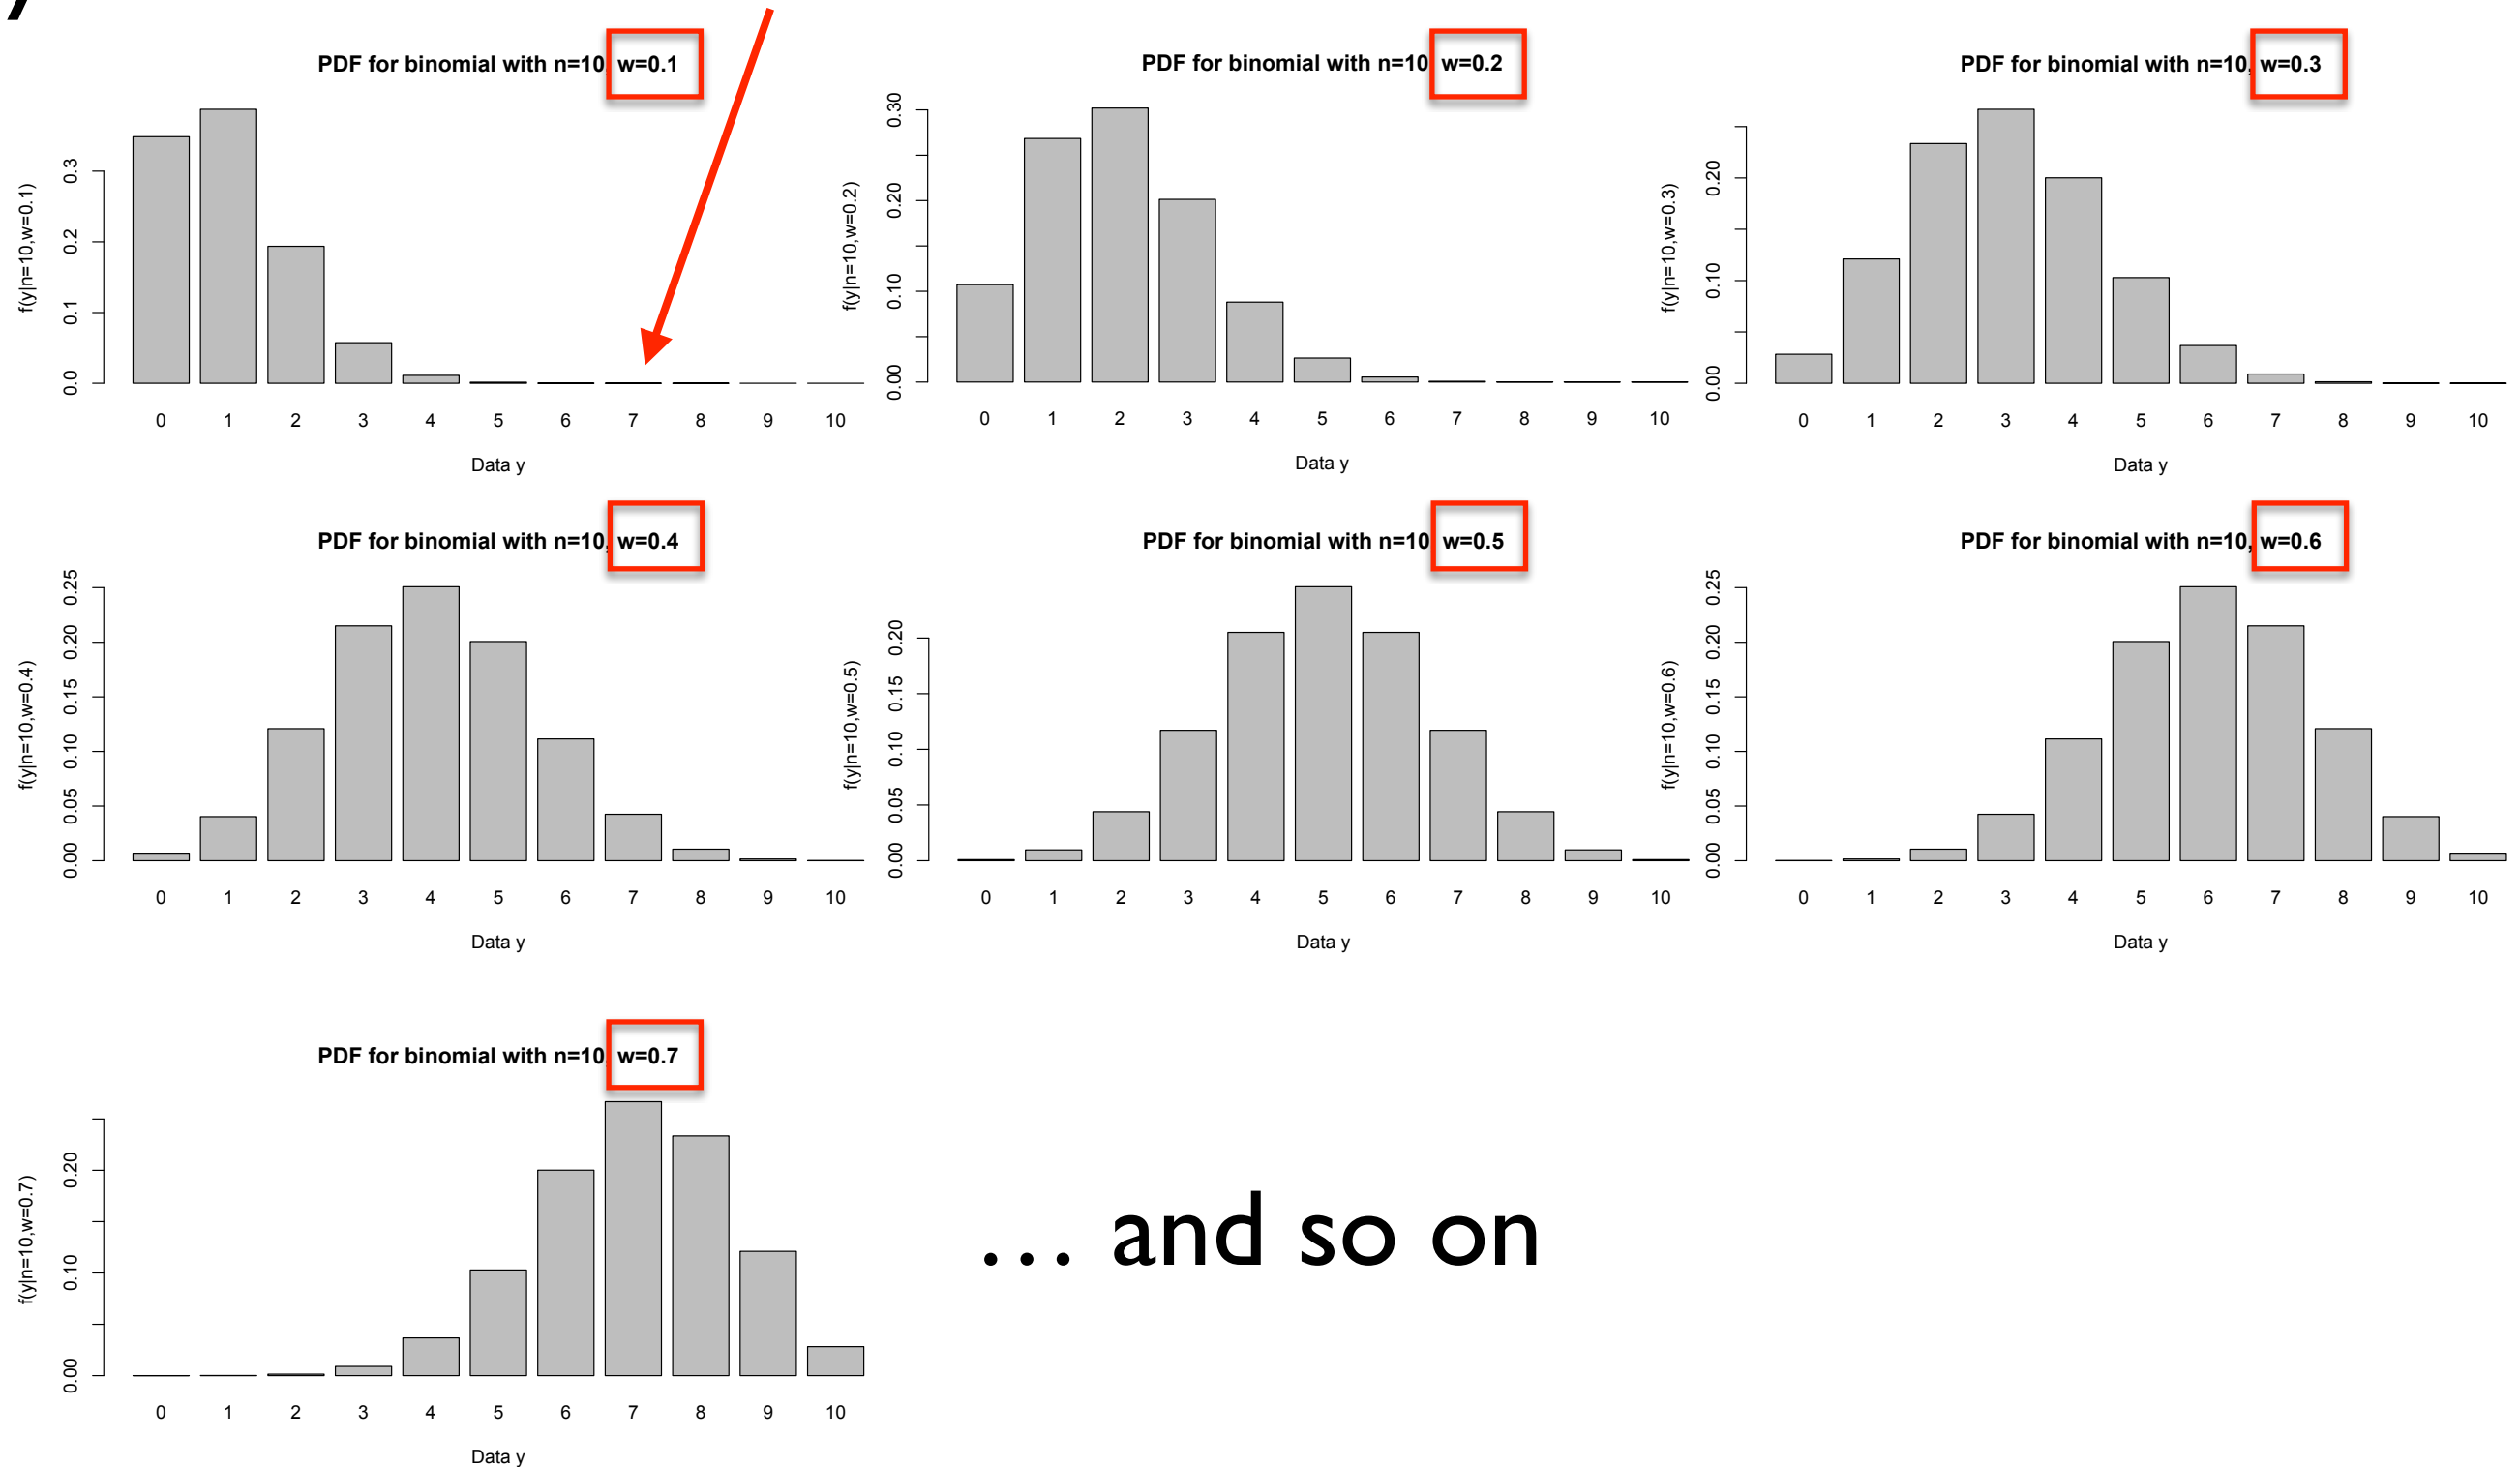 PDF for binomial with n=10, w=0.1
f(y|n=10,w=0.1)
0.0 0.1 0.2 0.3
0 1 2 3 4 5 6 7 8 9 10
Data y
PDF for binomial with n=10 w=0.2
f(y|n=10,w=0.2)
0.00 0.10 0.20 0.30
0 1 2 3 4 5 6 7 8 9 10
Data y
PDF for binomial with n=10, w=0.3
f(y|n=10,w=0.3)
0.00 0.10 0.20
0 1 2 3 4 5 6 7 8 9 10
Data y
PDF for binomial with n=10, w=0.4
f(y|n=10,w=0.4)
0.00 0.05 0.10 0.15 0.20 0.25
0 1 2 3 4 5 6 7 8 9 10
Data y
PDF for binomial with n=10 w=0.5
f(y|n=10,w=0.5)
0.00 0.05 0.10 0.15 0.20
0 1 2 3 4 5 6 7 8 9 10
Data y
PDF for binomial with n=10, w=0.6
f(y|n=10,w=0.6)
0.00 0.05 0.10 0.15 0.20 0.25
0 1 2 3 4 5 6 7 8 9 10
Data y
PDF for binomial with n=10 w=0.7
f(y|n=10,w=0.7)
0.00 0.10 0.20
0 1 2 3 4 5 6 7 8 9 10
Data y
… and so on